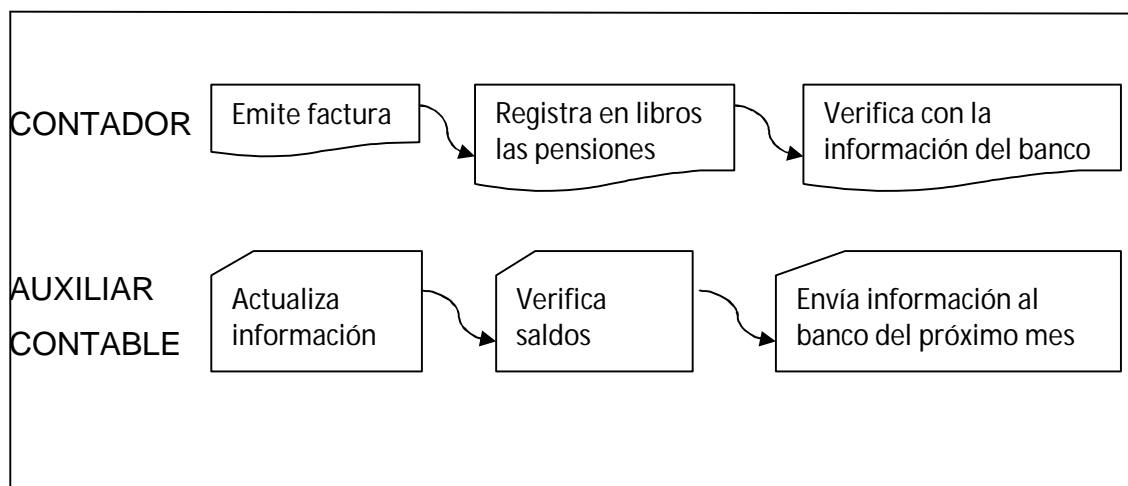 CONTADOR
Emite factura
Registra en libros
las pensiones
Verifica con la
información del banco
AUXILIAR
CONTABLE
Actualiza
información
Verifica
saldos
Envía información al
banco del próximo mes